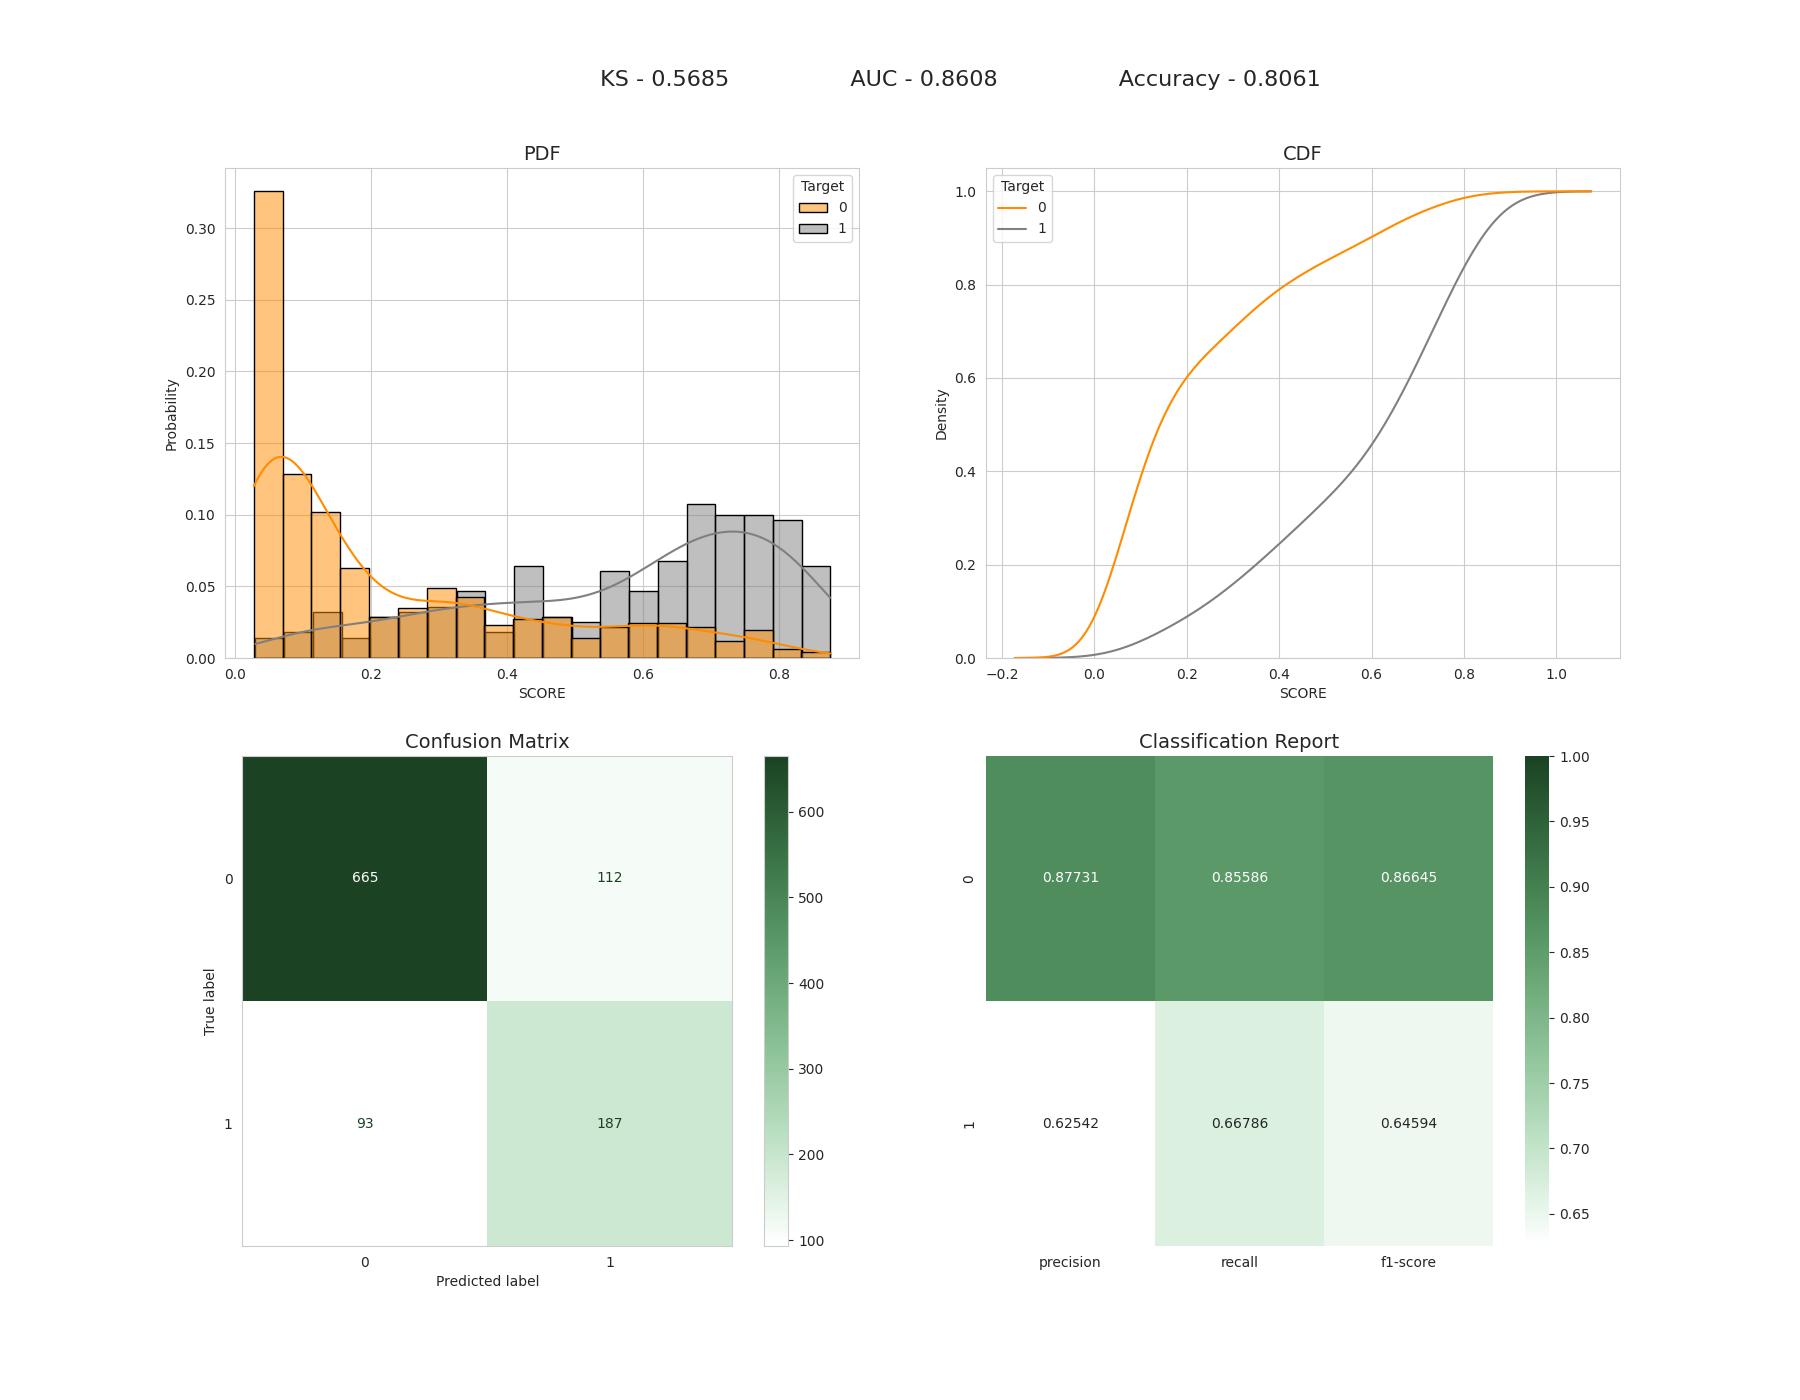 KS - 0.5685 AUC - 0.8608 Accuracy - 0.8061
PDF
Target
0
1
0.30
0.25
0.20
0.15
0.10
0.05
0.00
Probability
0.0 0.2 0.4 0.6 0.8
SCORE
CDF
Target
0
1
1.0
0.8
0.6
0.4
0.2
0.0
Density
−0.2 0.0 0.2 0.4 0.6 0.8 1.0
SCORE
Confusion Matrix
0 665 112
1 93 187
True label
0 1
Predicted label
600
500
400
300
200
100
Classification Report
0 0.87731 0.85586 0.86645
1 0.62542 0.66786 0.64594
precision recall f1-score
1.00
0.95
0.90
0.85
0.80
0.75
0.70
0.65